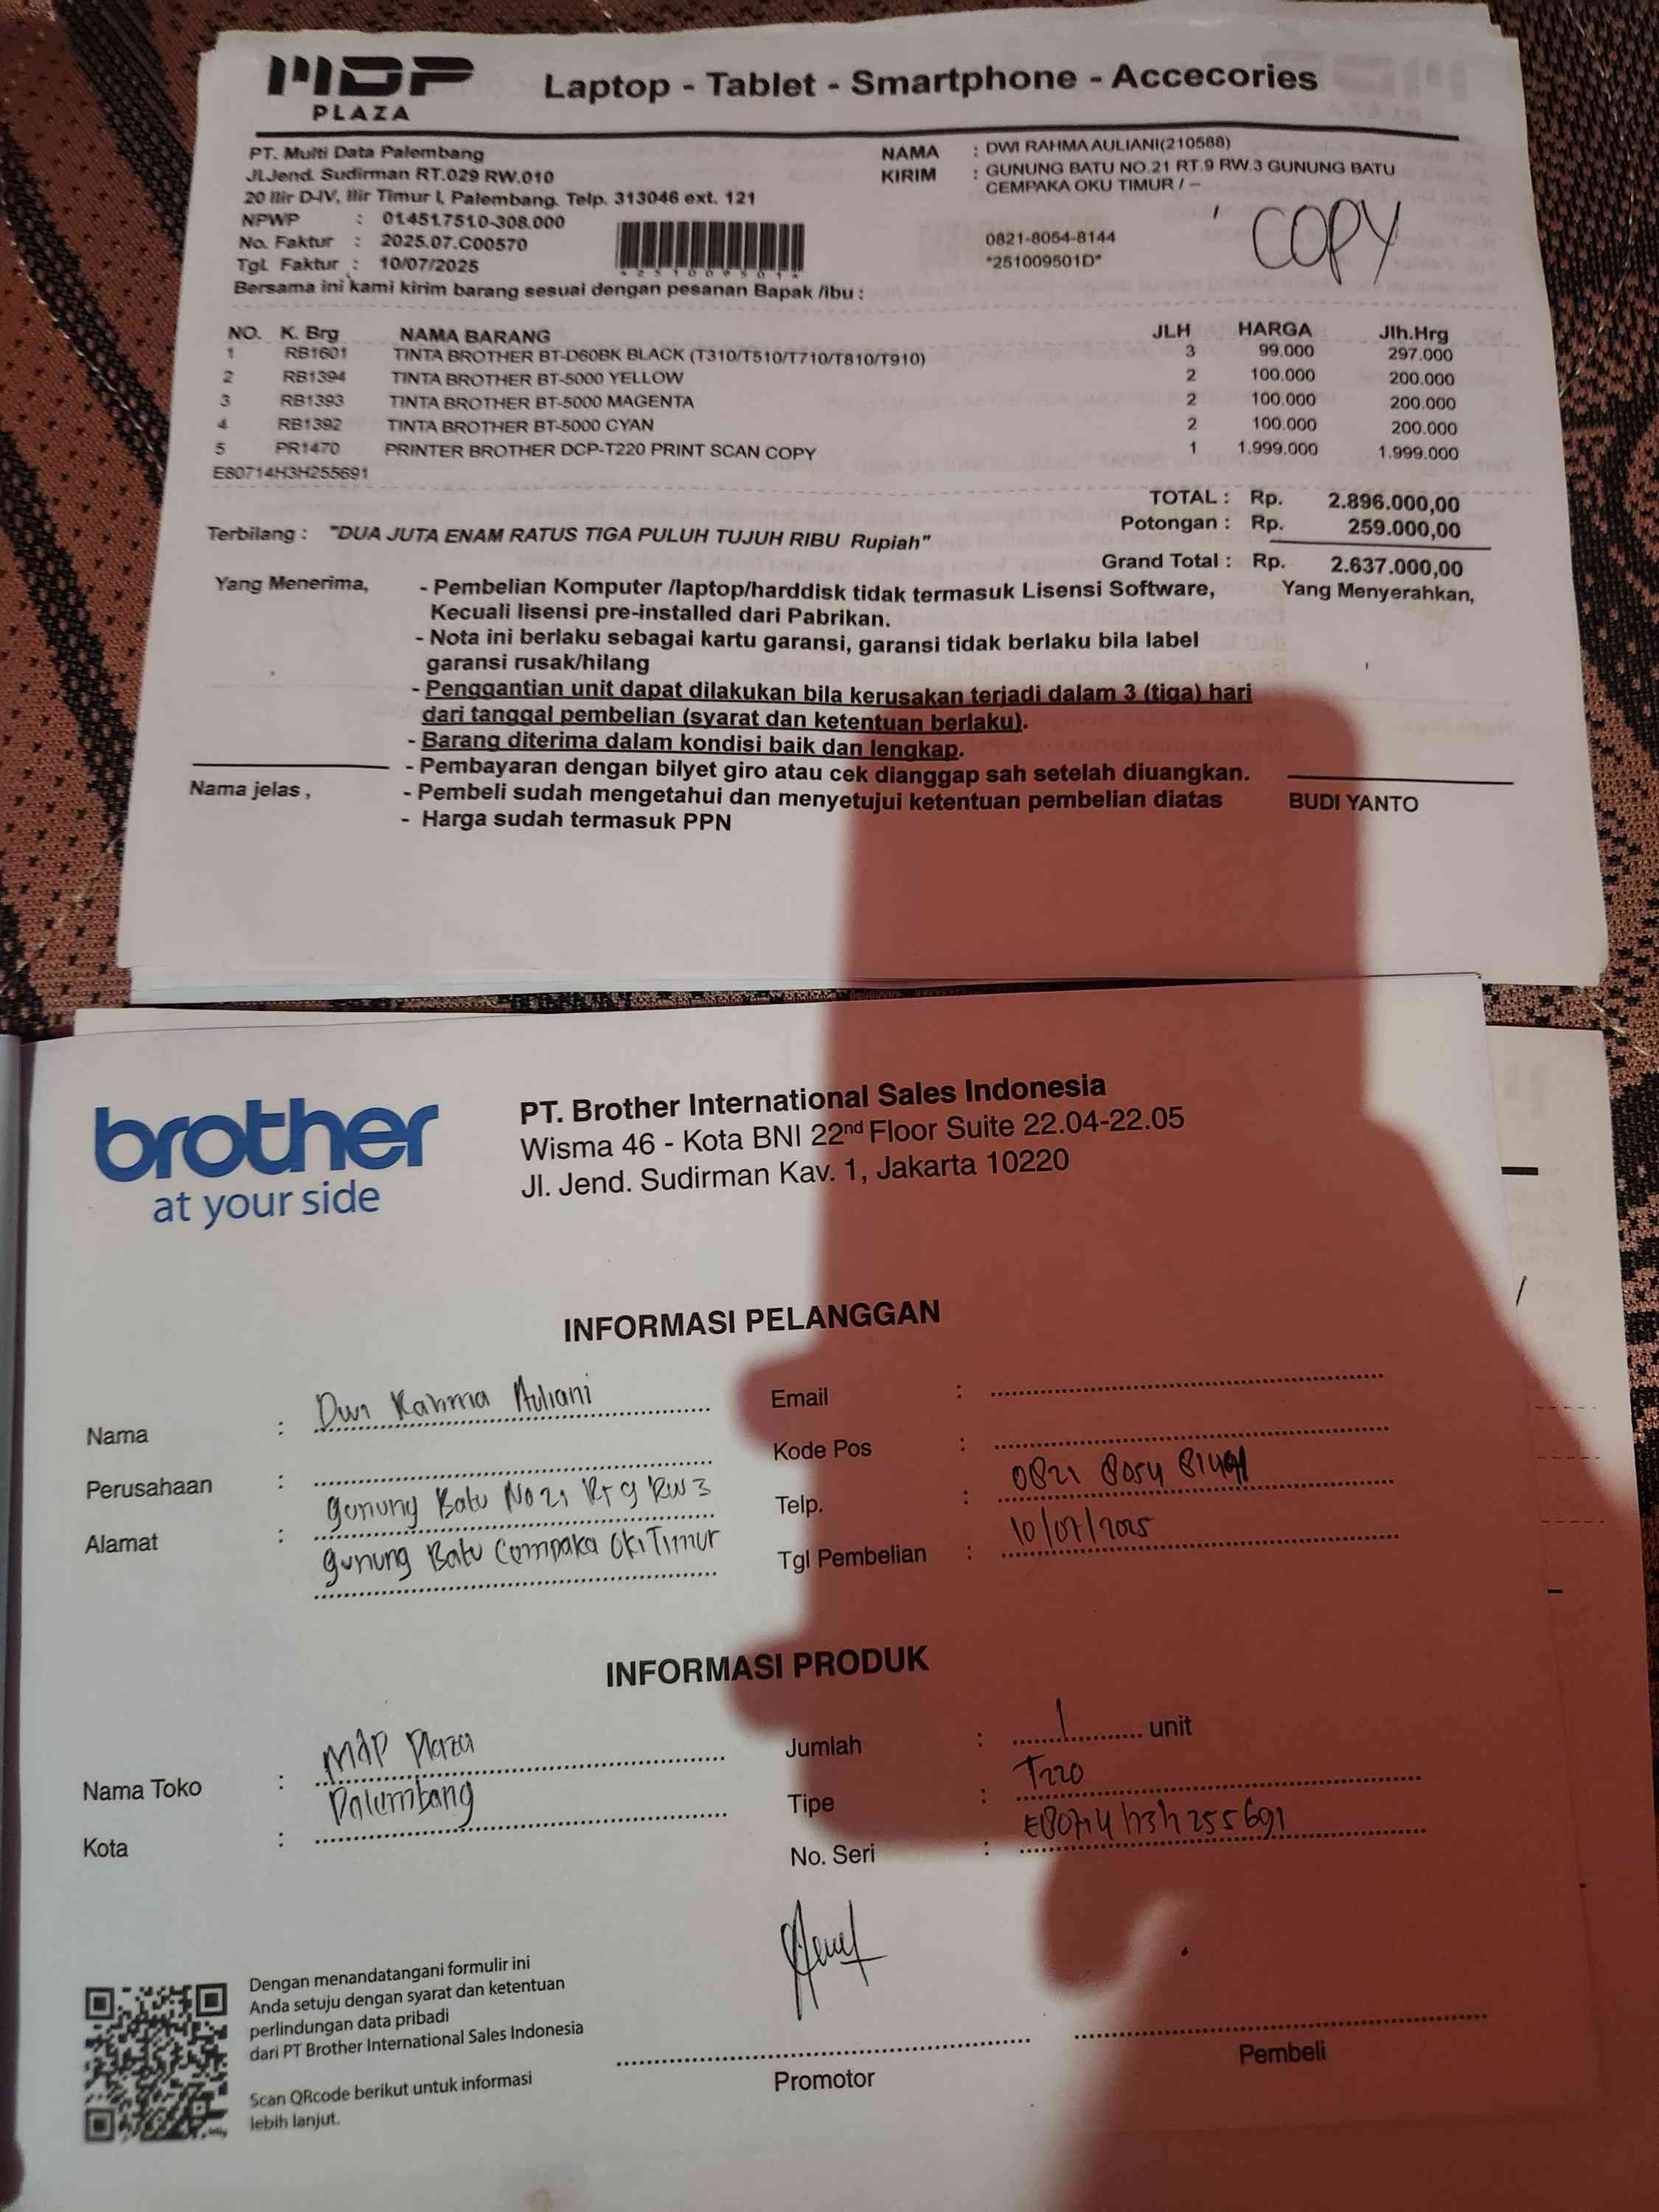 MDP
PLAZA
Laptop - Tablet - Smartphone - Accecories
PT. Multi Data Palembang
Jl.Jend. Sudirman RT.029 RW.010
20 Ilir D-IV, Ilir Timur I, Palembang. Telp. 313046 ext. 121
NPWP : 01.451.751.0-308.000
No. Faktur : 2025.07.C00570
Tgl. Faktur : 10/07/2025
NAMA : DWI RAHMA AULIANI(210588)
KIRIM : GUNUNG BATU NO.21 RT.9 RW.3 GUNUNG BATU
CEMPAKA OKU TIMUR / --
0821-8054-8144
*251009501D*
COPY
Bersama ini kami kirim barang sesuai dengan pesanan Bapak /ibu :
NO. K. Brg NAMA BARANG JLH HARGA Jlh.Hrg
1 RB1601 TINTA BROTHER BT-D60BK BLACK (T310/T510/T710/T810/T910) 3 99.000 297.000
2 RB1394 TINTA BROTHER BT-5000 YELLOW 2 100.000 200.000
3 RB1393 TINTA BROTHER BT-5000 MAGENTA 2 100.000 200.000
4 RB1392 TINTA BROTHER BT-5000 CYAN 2 100.000 200.000
5 PR1470 PRINTER BROTHER DCP-T220 PRINT SCAN COPY 1 1.999.000 1.999.000
E80714H3H255691
TOTAL : Rp. 2.896.000,00
Potongan : Rp. 259.000,00
Terbilang : "DUA JUTA ENAM RATUS TIGA PULUH TUJUH RIBU Rupiah"
Grand Total : Rp. 2.637.000,00
Yang Menerima,
Yang Menyerahkan,
- Pembelian Komputer /laptop/harddisk tidak termasuk Lisensi Software,
Kecuali lisensi pre-installed dari Pabrikan.
- Nota ini berlaku sebagai kartu garansi, garansi tidak berlaku bila label
garansi rusak/hilang
- Penggantian unit dapat dilakukan bila kerusakan terjadi dalam 3 (tiga) hari
dari tanggal pembelian (syarat dan ketentuan berlaku).
- Barang diterima dalam kondisi baik dan lengkap.
- Pembayaran dengan bilyet giro atau cek dianggap sah setelah diuangkan.
- Pembeli sudah mengetahui dan menyetujui ketentuan pembelian diatas
- Harga sudah termasuk PPN
Nama jelas ,
BUDI YANTO
brother
at your side
PT. Brother International Sales Indonesia
Wisma 46 - Kota BNI 22nd Floor Suite 22.04-22.05
Jl. Jend. Sudirman Kav. 1, Jakarta 10220
INFORMASI PELANGGAN
Nama : Dwi Rahma Auliani
Perusahaan :
Alamat : gunung Batu No 21 Rt 9 RW 3
gunung Batu Cempaka Oki Timur
Email :
Kode Pos :
Telp. : 0821 8054 8144
Tgl Pembelian : 10/07/2025
INFORMASI PRODUK
Nama Toko : MDP Plaza
Kota : Palembang
Jumlah : 1 unit
Tipe : T220
No. Seri : E80714H3H255691
Dengan menandatangani formulir ini
Anda setuju dengan syarat dan ketentuan
perlindungan data pribadi
dari PT Brother International Sales Indonesia
Scan QRcode berikut untuk informasi
lebih lanjut.
Promotor
Pembeli